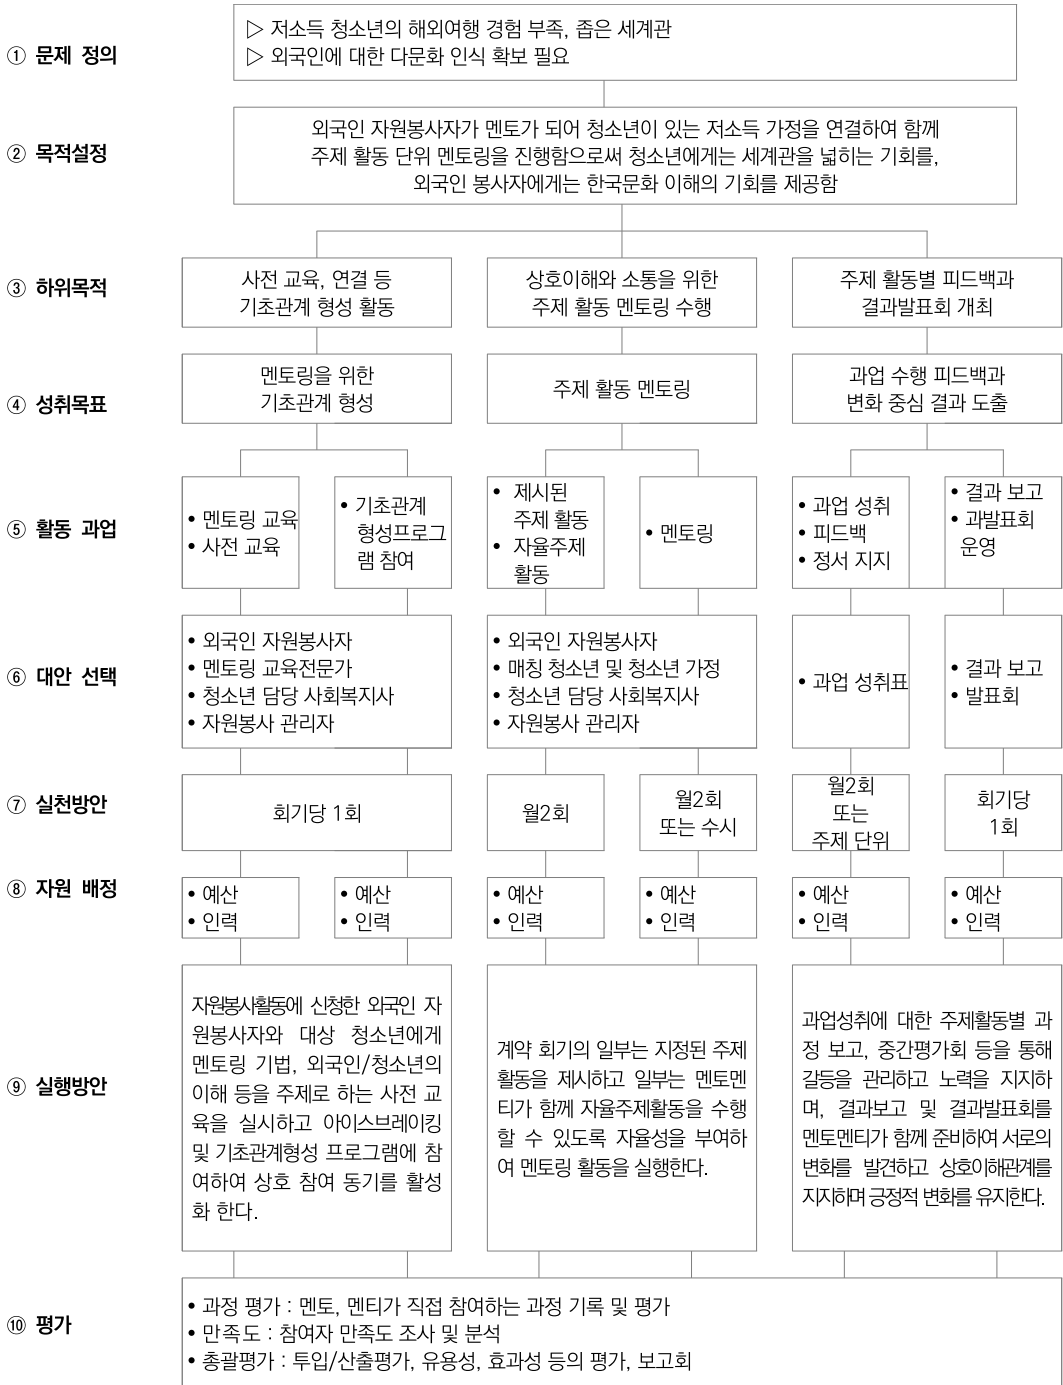 ① 문제 정의
▷ 저소득 청소년의 해외여행 경험 부족, 좁은 세계관
▷ 외국인에 대한 다문화 인식 확보 필요
② 목적설정
외국인 자원봉사자가 멘토가 되어 청소년이 있는 저소득 가정을 연결하여 함께
주제 활동 단위 멘토링을 진행함으로써 청소년에게는 세계관을 넓히는 기회를,
외국인 봉사자에게는 한국문화 이해의 기회를 제공함
③ 하위목적
사전 교육, 연결 등
기초관계 형성 활동
상호이해와 소통을 위한
주제 활동 멘토링 수행
주제 활동별 피드백과
결과발표회 개최
④ 성취목표
멘토링을 위한
기초관계 형성
주제 활동 멘토링
과업 수행 피드백과
변화 중심 결과 도출
⑤ 활동 과업
• 멘토링 교육
• 사전 교육
• 기초관계
형성프로그
램 참여
• 제시된
주제 활동
• 자율주제
활동
• 멘토링
• 과업 성취
• 피드백
• 정서 지지
• 결과 보고
• 과발표회
운영
⑥ 대안 선택
• 외국인 자원봉사자
• 멘토링 교육전문가
• 청소년 담당 사회복지사
• 자원봉사 관리자
• 외국인 자원봉사자
• 매칭 청소년 및 청소년 가정
• 청소년 담당 사회복지사
• 자원봉사 관리자
• 과업 성취표
• 결과 보고
• 발표회
⑦ 실천방안
회기당 1회
월2회
월2회
또는 수시
월2회
또는
주제 단위
회기당
1회
⑧ 자원 배정
• 예산
• 인력
• 예산
• 인력
• 예산
• 인력
• 예산
• 인력
• 예산
• 인력
• 예산
• 인력
⑨ 실행방안
자원봉사활동에 신청한 외국인 자
원봉사자와 대상 청소년에게
멘토링 기법, 외국인/청소년의
이해 등을 주제로 하는 사전 교
육을 실시하고 아이스브레이킹
및 기초관계형성 프로그램에 참
여하여 상호 참여 동기를 활성
화 한다.
계약 회기의 일부는 지정된 주제
활동을 제시하고 일부는 멘토멘
티가 함께 자율주제활동을 수행
할 수 있도록 자율성을 부여하
여 멘토링 활동을 실행한다.
과업성취에 대한 주제활동별 과
정 보고, 중간평가회 등을 통해
갈등을 관리하고 노력을 지지하
며, 결과보고 및 결과발표회를
멘토멘티가 함께 준비하여 서로의
변화를 발견하고 상호이해관계를
지지하며 긍정적 변화를 유지한다.
⑩ 평가
• 과정 평가 : 멘토, 멘티가 직접 참여하는 과정 기록 및 평가
• 만족도 : 참여자 만족도 조사 및 분석
• 총괄평가 : 투입/산출평가, 유용성, 효과성 등의 평가, 보고회